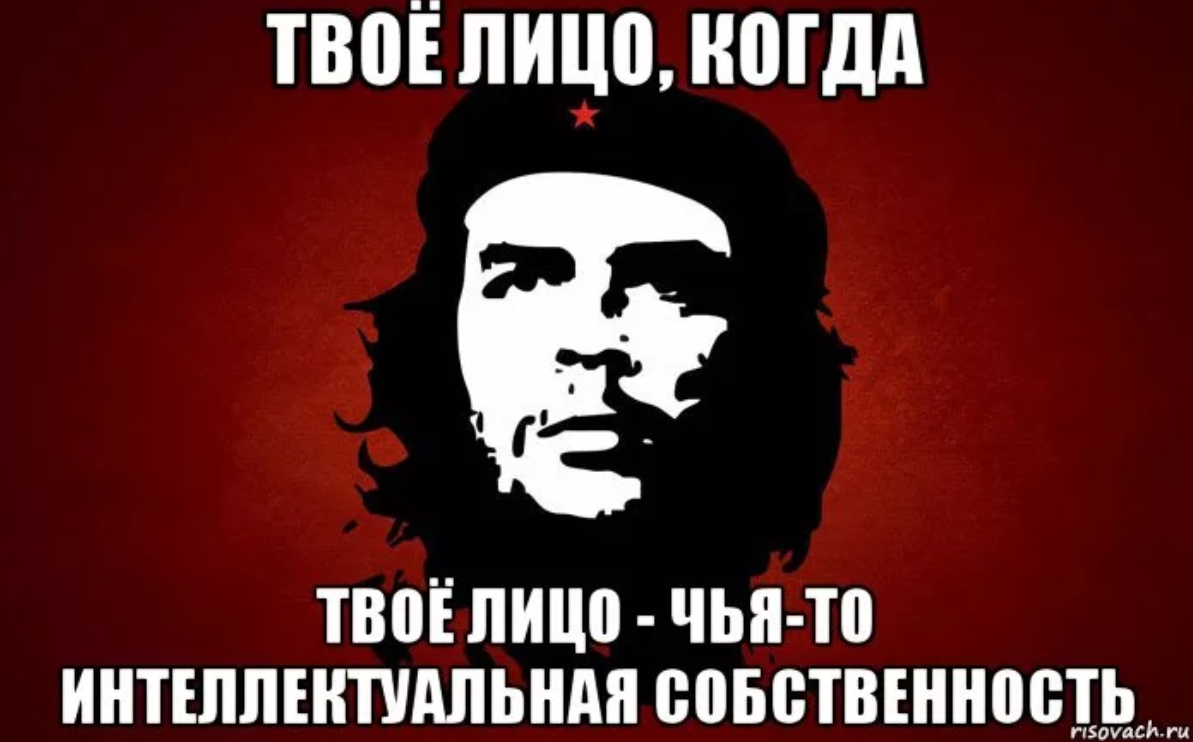 ТВОЁ ЛИЦО, КОГДА
ТВОЁ ЛИЦО - ЧЬЯ-ТО
ИНТЕЛЛЕКТУАЛЬНАЯ СОБСТВЕННОСТЬ
risovach.ru